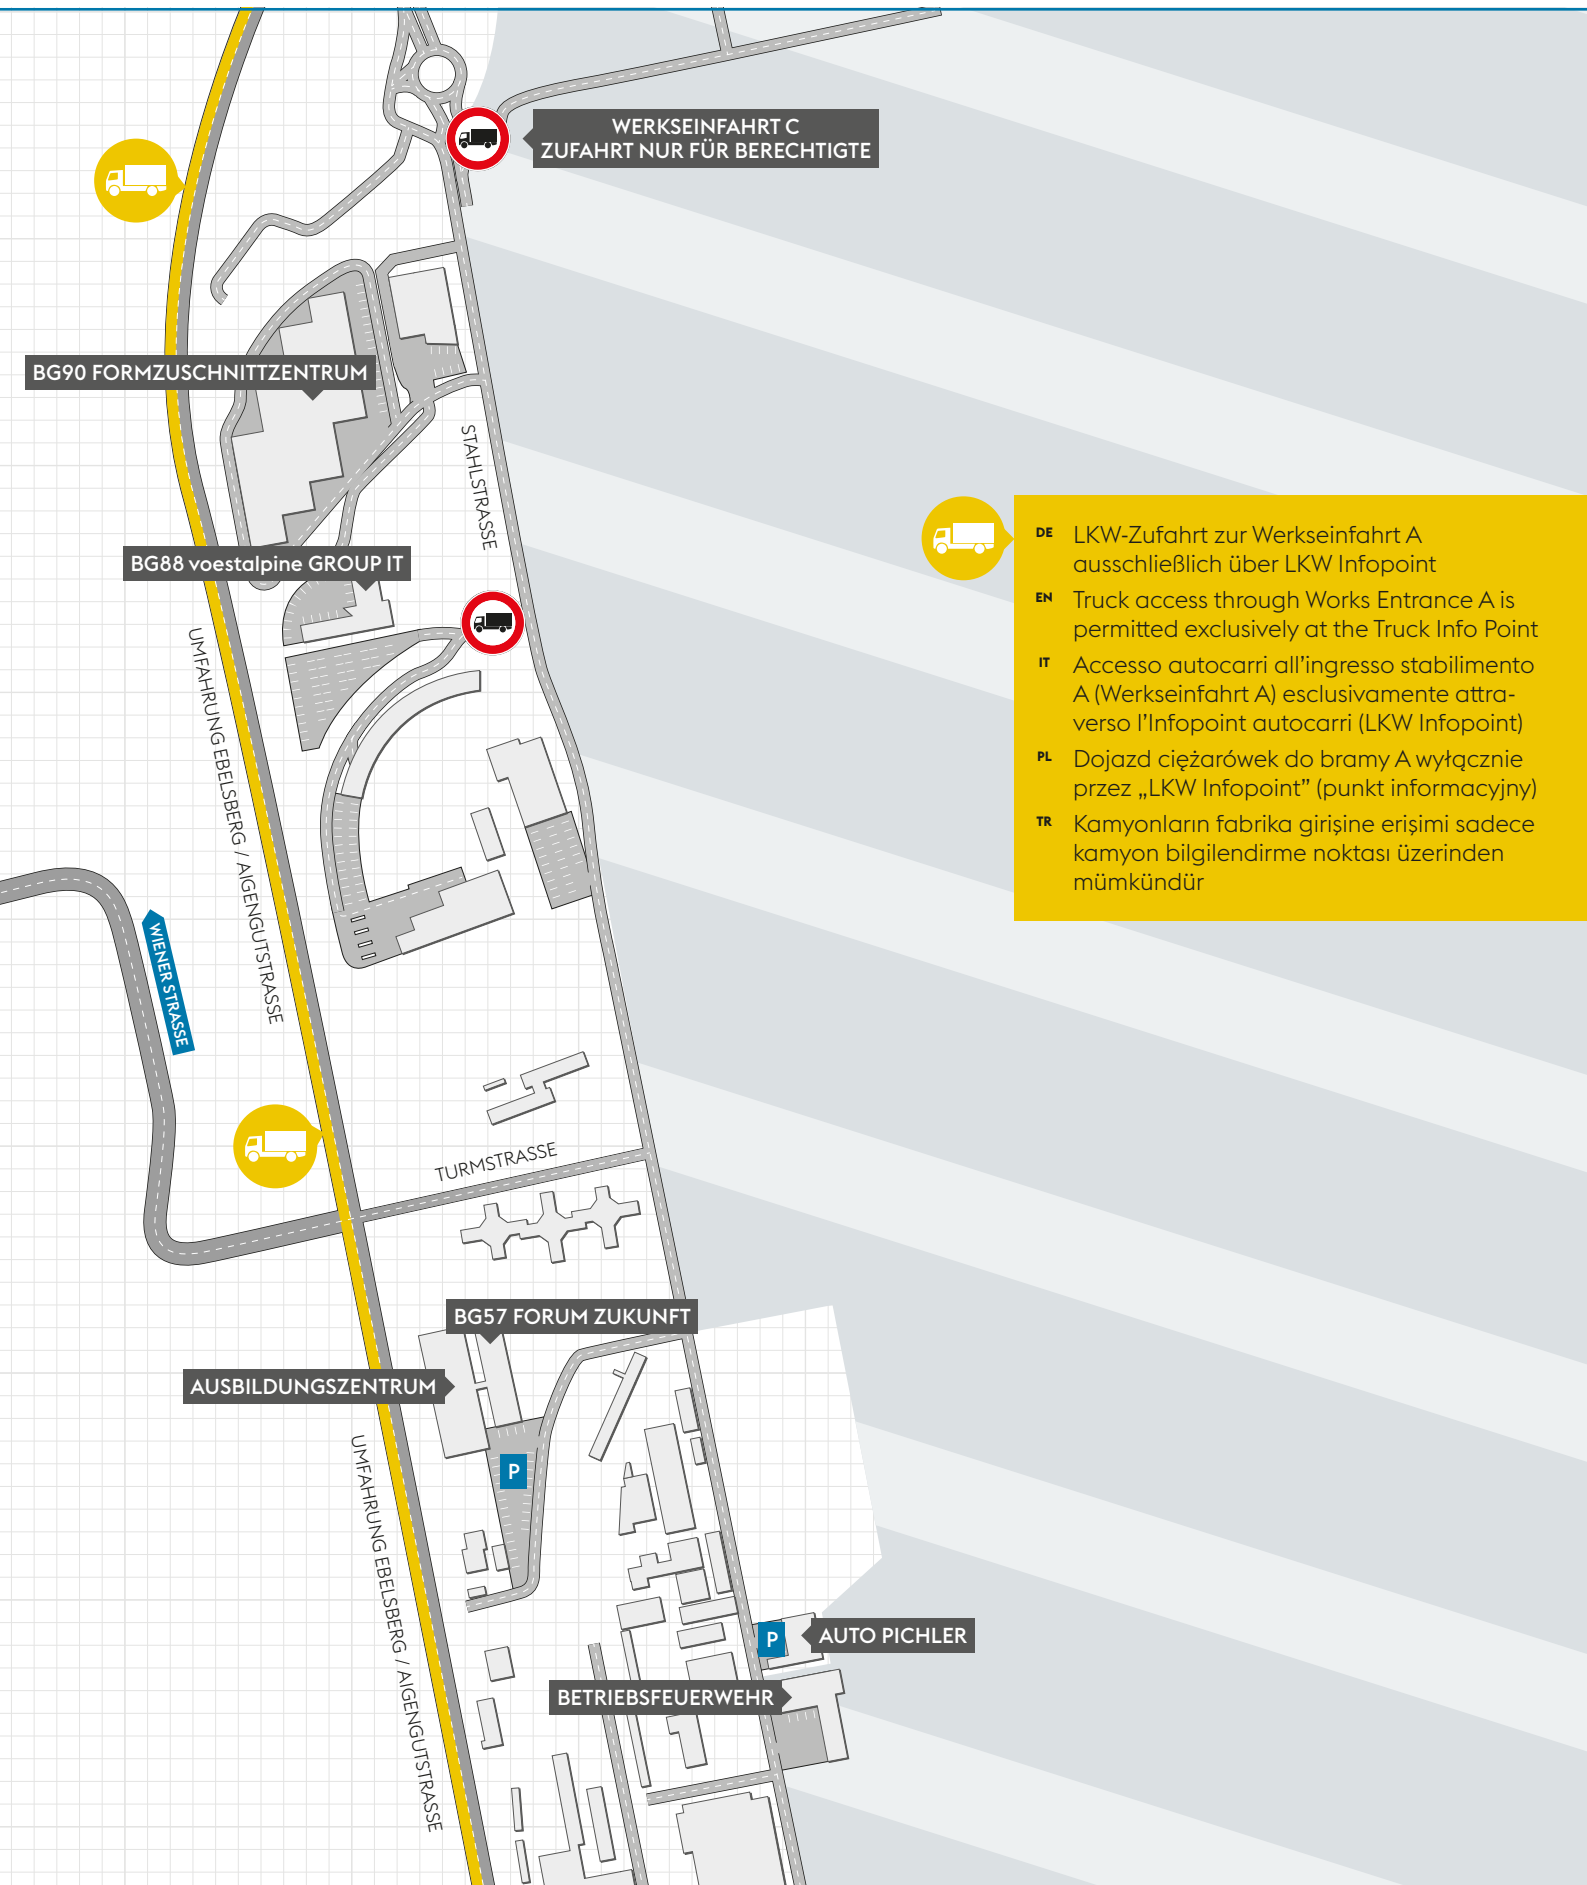 WERKSEINFAHRT C
ZUFAHRT NUR FÜR BERECHTIGTE
BG90 FORMZUSCHNITTZENTRUM
STAHLSTRASSE
BG88 voestalpine GROUP IT
DE LKW-Zufahrt zur Werkseinfahrt A
ausschließlich über LKW Infopoint
EN Truck access through Works Entrance A is
permitted exclusively at the Truck Info Point
IT Accesso autocarri all'ingresso stabilimento
A (Werkseinfahrt A) esclusivamente attra-
verso l'Infopoint autocarri (LKW Infopoint)
PL Dojazd ciężarówek do bramy A wyłącznie
przez „LKW Infopoint” (punkt informacyjny)
TR Kamyonların fabrika girişine erişimi sadece
kamyon bilgilendirme noktası üzerinden
mümkündür
UMFAHRUNG EBELSBERG / AIGENGUTSTRASSE
WIENER STRASSE
TURMSTRASSE
BG57 FORUM ZUKUNFT
AUSBILDUNGSZENTRUM
P
UMFAHRUNG EBELSBERG / AIGENGUTSTRASSE
P
AUTO PICHLER
BETRIEBSFEUERWEHR